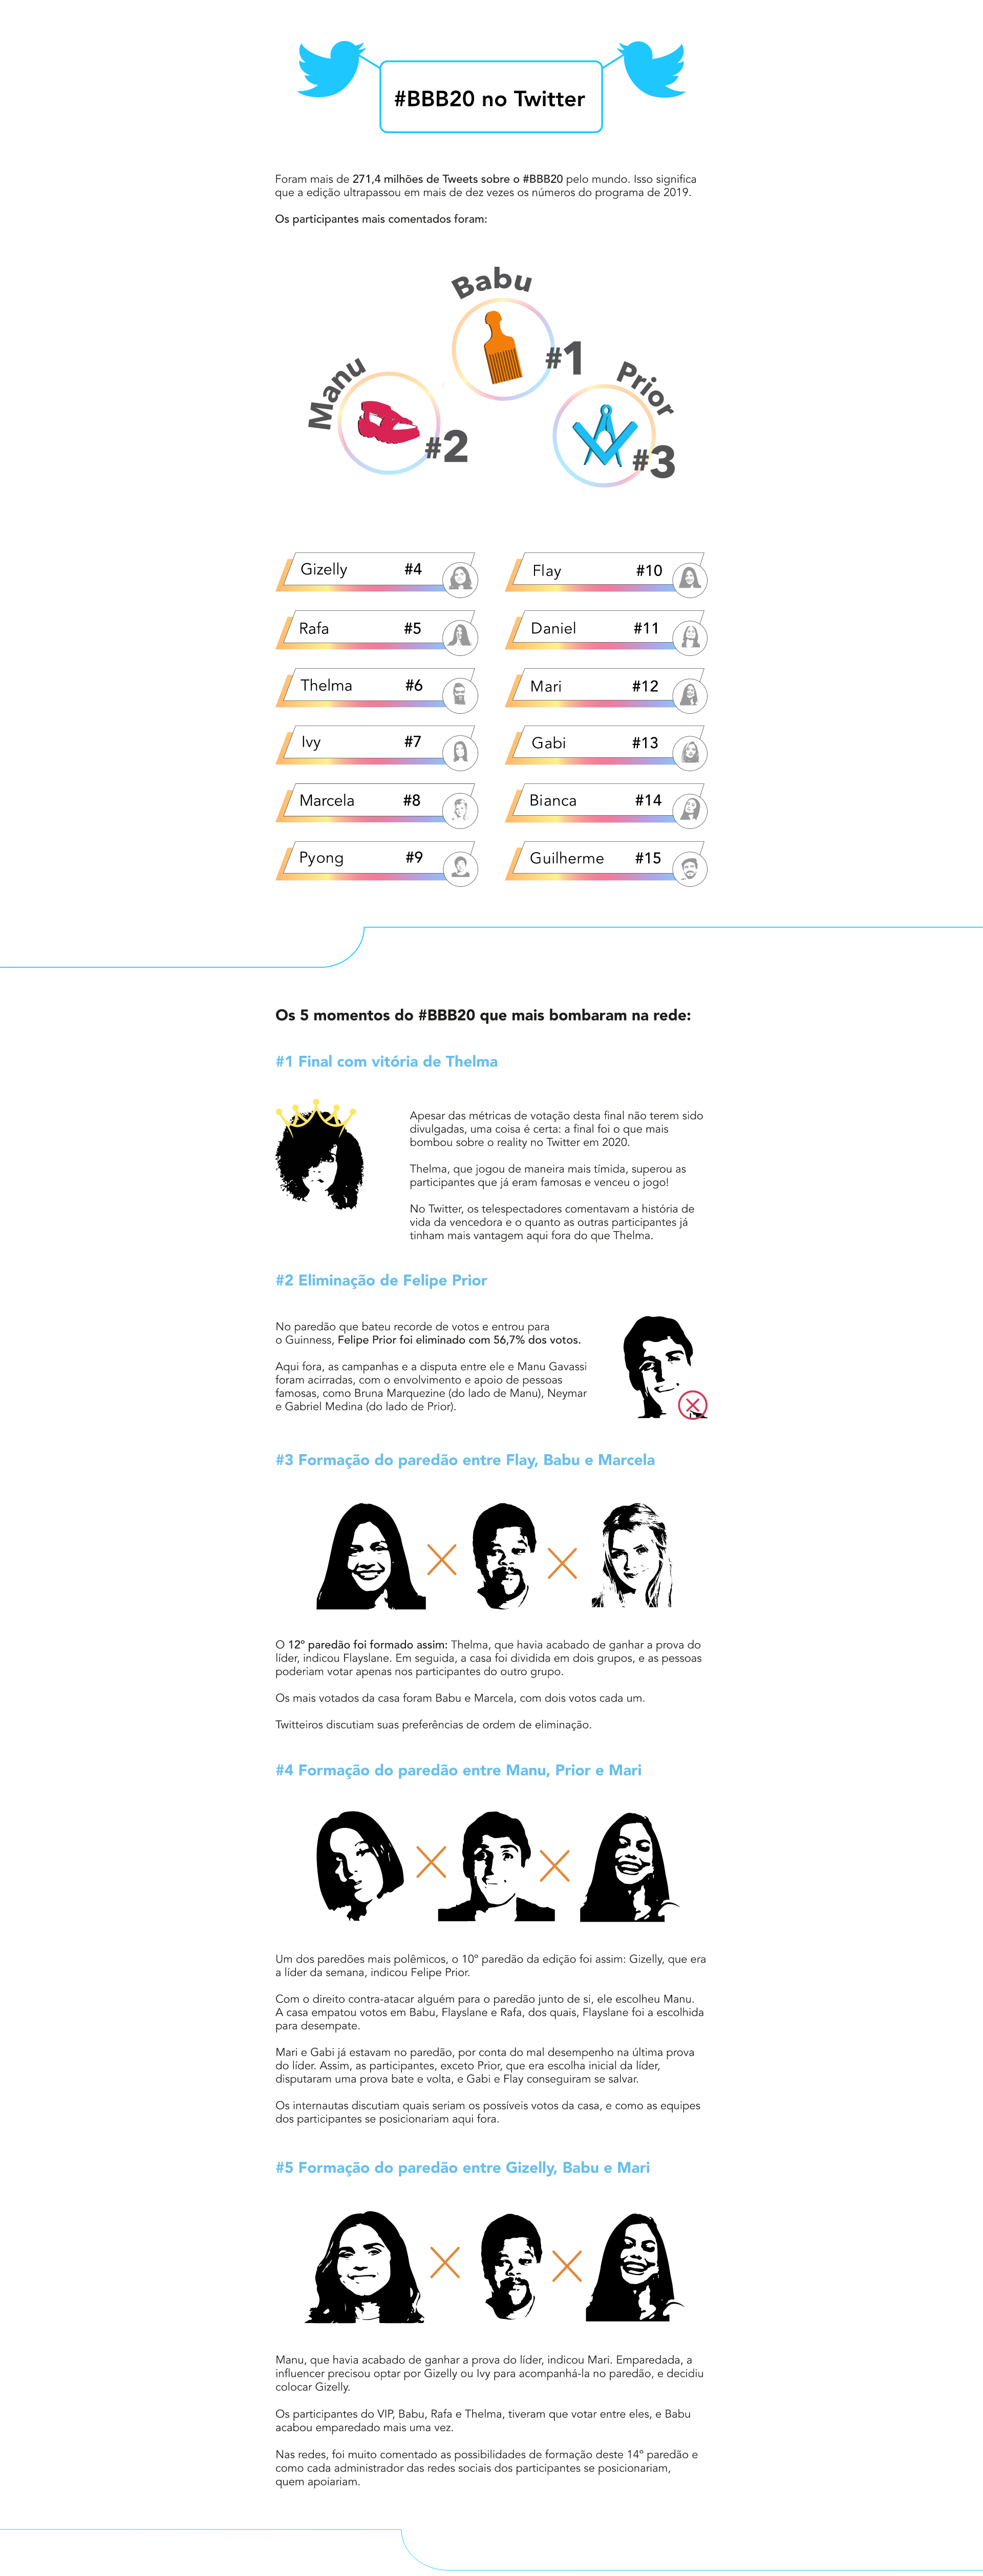 #BBB20 no Twitter
Foram mais de 271,4 milhões de Tweets sobre o #BBB20 pelo mundo. Isso significa
que a edição ultrapassou em mais de dez vezes os números do programa de 2019.
Os participantes mais comentados foram:
Babu
#1
Manu
#2
Prior
#3
Gizelly #4
Rafa #5
Thelma #6
Ivy #7
Marcela #8
Pyong #9
Flay #10
Daniel #11
Mari #12
Gabi #13
Bianca #14
Guilherme #15
Os 5 momentos do #BBB20 que mais bombaram na rede:
#1 Final com vitória de Thelma
Apesar das métricas de votação desta final não terem sido
divulgadas, uma coisa é certa: a final foi o que mais
bombou sobre o reality no Twitter em 2020.
Thelma, que jogou de maneira mais tímida, superou as
participantes que já eram famosas e venceu o jogo!
No Twitter, os telespectadores comentavam a história de
vida da vencedora e o quanto as outras participantes já
tinham mais vantagem aqui fora do que Thelma.
#2 Eliminação de Felipe Prior
No paredão que bateu recorde de votos e entrou para
o Guinness, Felipe Prior foi eliminado com 56,7% dos votos.
Aqui fora, as campanhas e a disputa entre ele e Manu Gavassi
foram acirradas, com o envolvimento e apoio de pessoas
famosas, como Bruna Marquezine (do lado de Manu), Neymar
e Gabriel Medina (do lado de Prior).
#3 Formação do paredão entre Flay, Babu e Marcela
O 12º paredão foi formado assim: Thelma, que havia acabado de ganhar a prova do
líder, indicou Flayslane. Em seguida, a casa foi dividida em dois grupos, e as pessoas
poderiam votar apenas nos participantes do outro grupo.
Os mais votados da casa foram Babu e Marcela, com dois votos cada um.
Twitteiros discutiam suas preferências de ordem de eliminação.
#4 Formação do paredão entre Manu, Prior e Mari
Um dos paredões mais polêmicos, o 10º paredão da edição foi assim: Gizelly, que era
a líder da semana, indicou Felipe Prior.
Com o direito contra-atacar alguém para o paredão junto de si, ele escolheu Manu.
A casa empatou votos em Babu, Flayslane e Rafa, dos quais, Flayslane foi a escolhida
para desempate.
Mari e Gabi já estavam no paredão, por conta do mal desempenho na última prova
do líder. Assim, as participantes, exceto Prior, que era escolha inicial da líder,
disputaram uma prova bate e volta, e Gabi e Flay conseguiram se salvar.
Os internautas discutiam quais seriam os possíveis votos da casa, e como as equipes
dos participantes se posicionariam aqui fora.
#5 Formação do paredão entre Gizelly, Babu e Mari
Manu, que havia acabado de ganhar a prova do líder, indicou Mari. Emparedada, a
influencer precisou optar por Gizelly ou Ivy para acompanhá-la no paredão, e decidiu
colocar Gizelly.
Os participantes do VIP, Babu, Rafa e Thelma, tiveram que votar entre eles, e Babu
acabou emparedado mais uma vez.
Nas redes, foi muito comentado as possibilidades de formação deste 14º paredão e
como cada administrador das redes sociais dos participantes se posicionariam,
quem apoiariam.